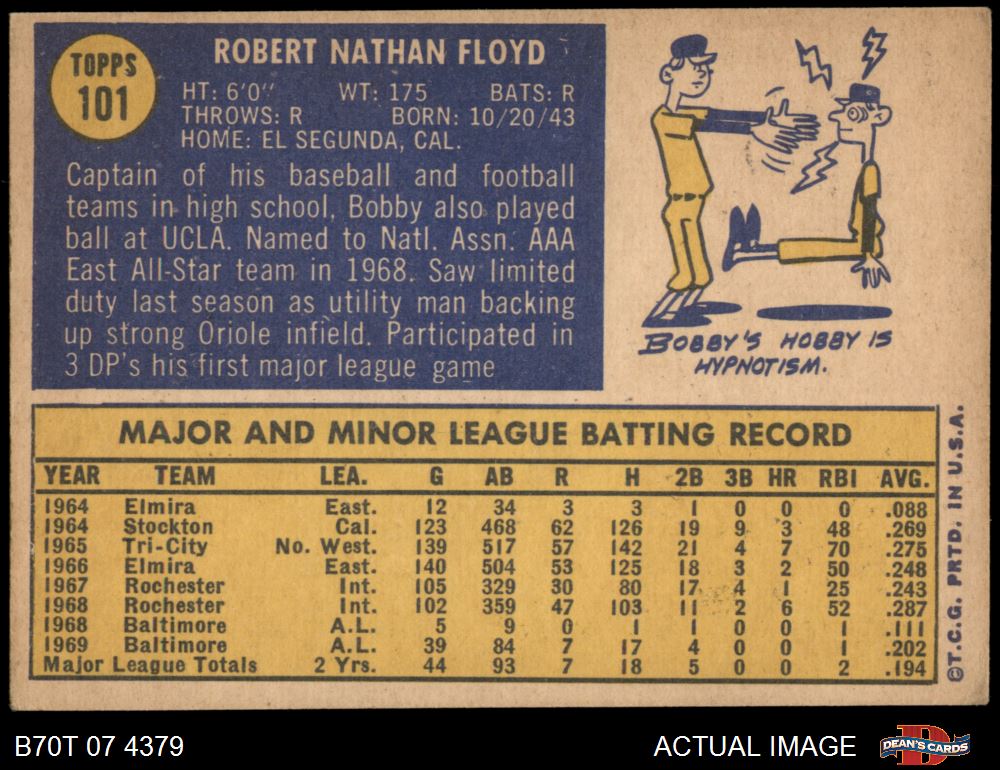 TOPPS
101
ROBERT NATHAN FLOYD
HT: 6'0" WT: 175 BATS: R
THROWS: R BORN: 10/20/43
HOME: EL SEGUNDA, CAL.
Captain of his baseball and football
teams in high school, Bobby also played
ball at UCLA. Named to Natl. Assn. AAA
East All-Star team in 1968. Saw limited
duty last season as utility man backing
up strong Oriole infield. Participated in
3 DP's his first major league game
BOBBY'S HOBBY IS
HYPNOTISM.
MAJOR AND MINOR LEAGUE BATTING RECORD
YEAR TEAM LEA. G AB R H 2B 3B HR RBI AVG.
1964 Elmira East. 12 34 3 3 1 0 0 0 .088
1964 Stockton Cal. 123 468 62 126 19 9 3 48 .269
1965 Tri-City No. West. 139 517 57 142 21 4 7 70 .275
1966 Elmira East. 140 504 53 125 18 3 2 50 .248
1967 Rochester Int. 105 329 30 80 17 4 1 25 .243
1968 Rochester Int. 102 359 47 103 11 2 6 52 .287
1968 Baltimore A.L. 5 9 0 1 1 0 0 1 .111
1969 Baltimore A.L. 39 84 7 17 4 0 0 1 .202
Major League Totals 2 Yrs. 44 93 7 18 5 0 0 2 .194
©T.C.G. PRTD. IN U.S.A.
B70T 07 4379
ACTUAL IMAGE
D
DEAN'S CARDS